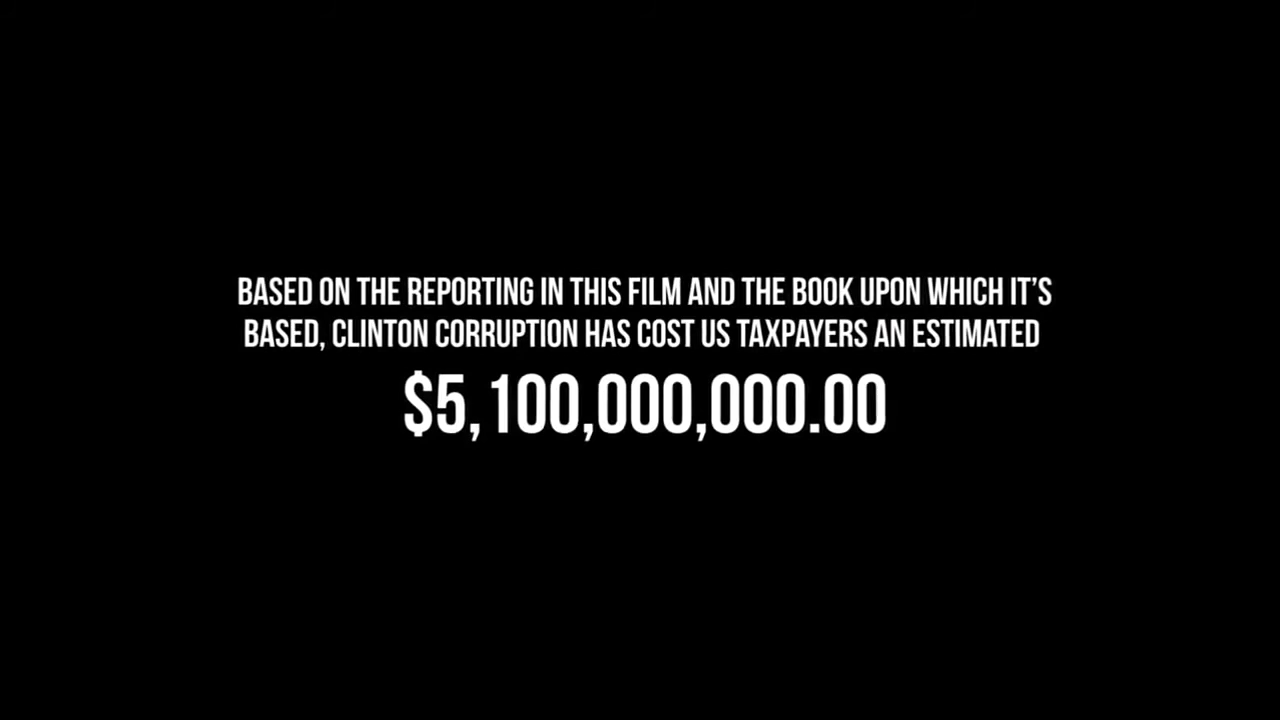 BASED ON THE REPORTING IN THIS FILM AND THE BOOK UPON WHICH IT'S
BASED, CLINTON CORRUPTION HAS COST US TAXPAYERS AN ESTIMATED
$5,100,000,000.00